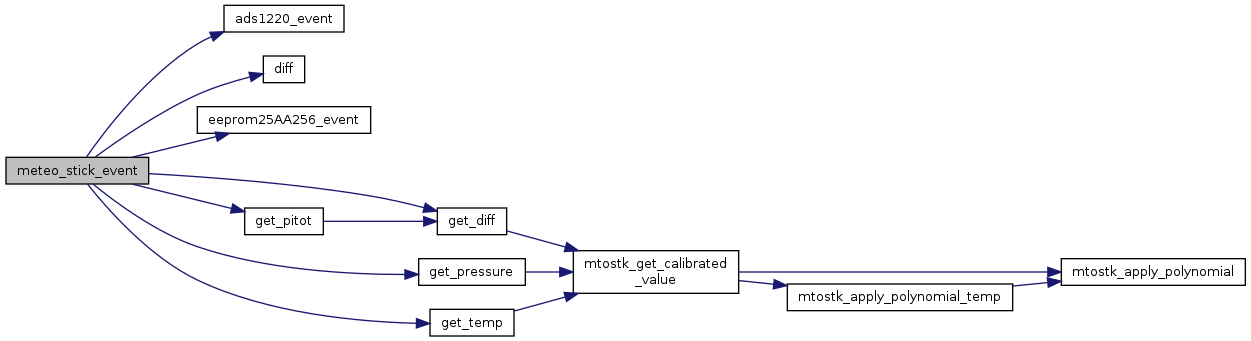 ads1220_event
diff
eeprom25AA256_event
meteo_stick_event
get_pitot
get_diff
get_pressure
get_temp
mtostk_get_calibrated
_value
mtostk_apply_polynomial
mtostk_apply_polynomial_temp